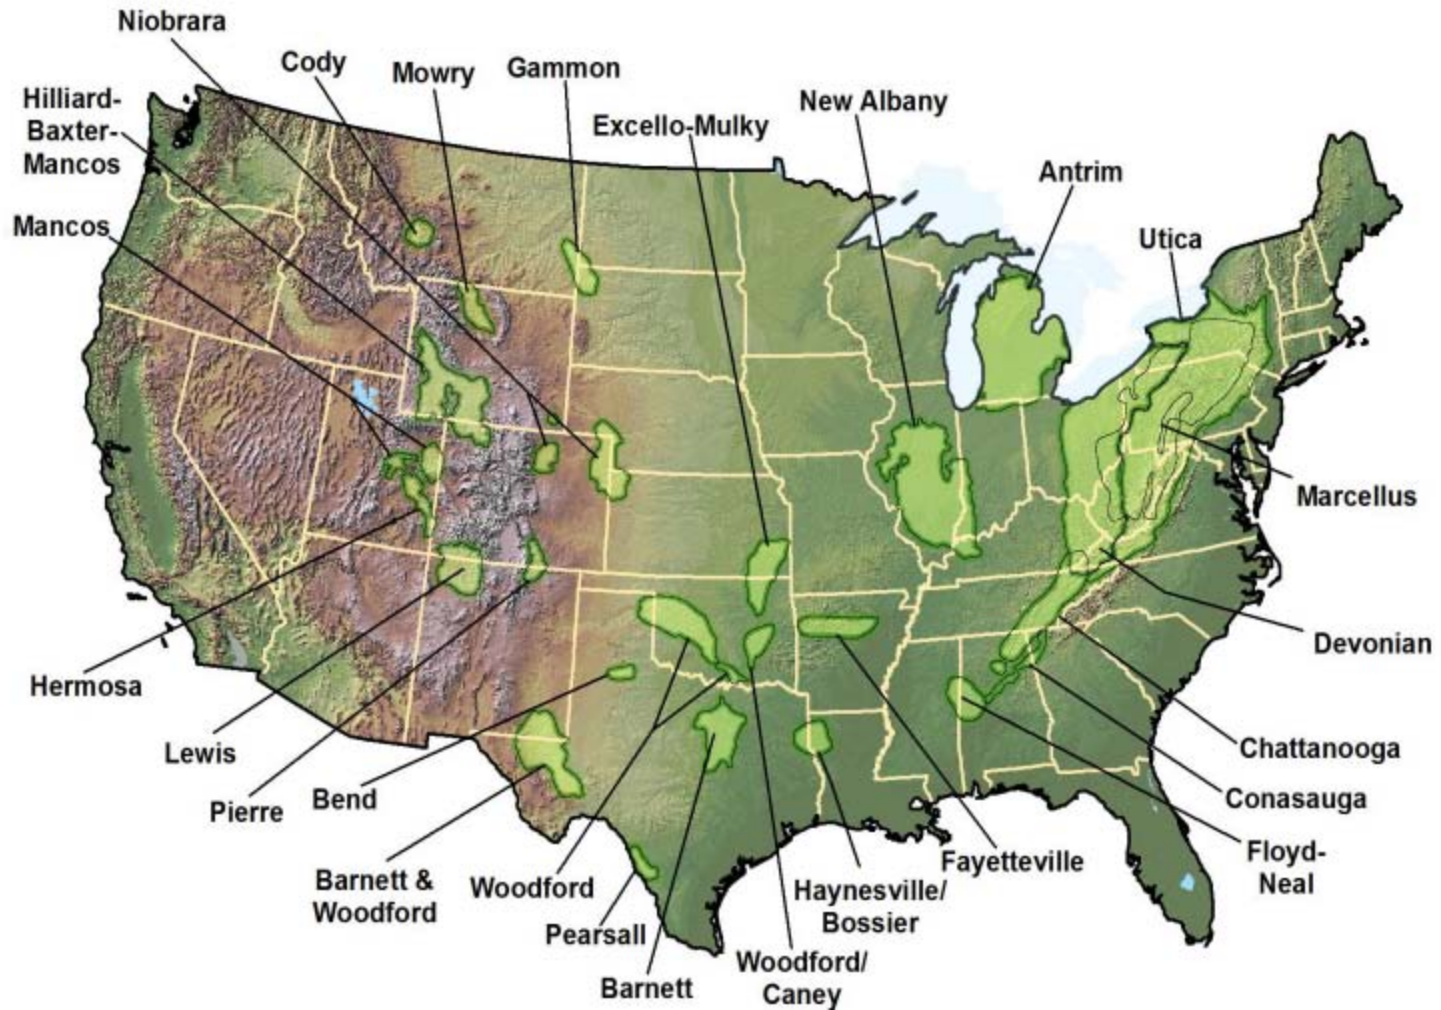 Niobrara
Cody
Mowry
Gammon
Hilliard-
Baxter-
Mancos
Excello-Mulky
New Albany
Antrim
Mancos
Utica
Marcellus
Devonian
Hermosa
Lewis
Pierre
Bend
Chattanooga
Conasauga
Barnett &
Woodford
Woodford
Pearsall
Barnett
Woodford/
Caney
Haynesville/
Bossier
Fayetteville
Floyd-
Neal